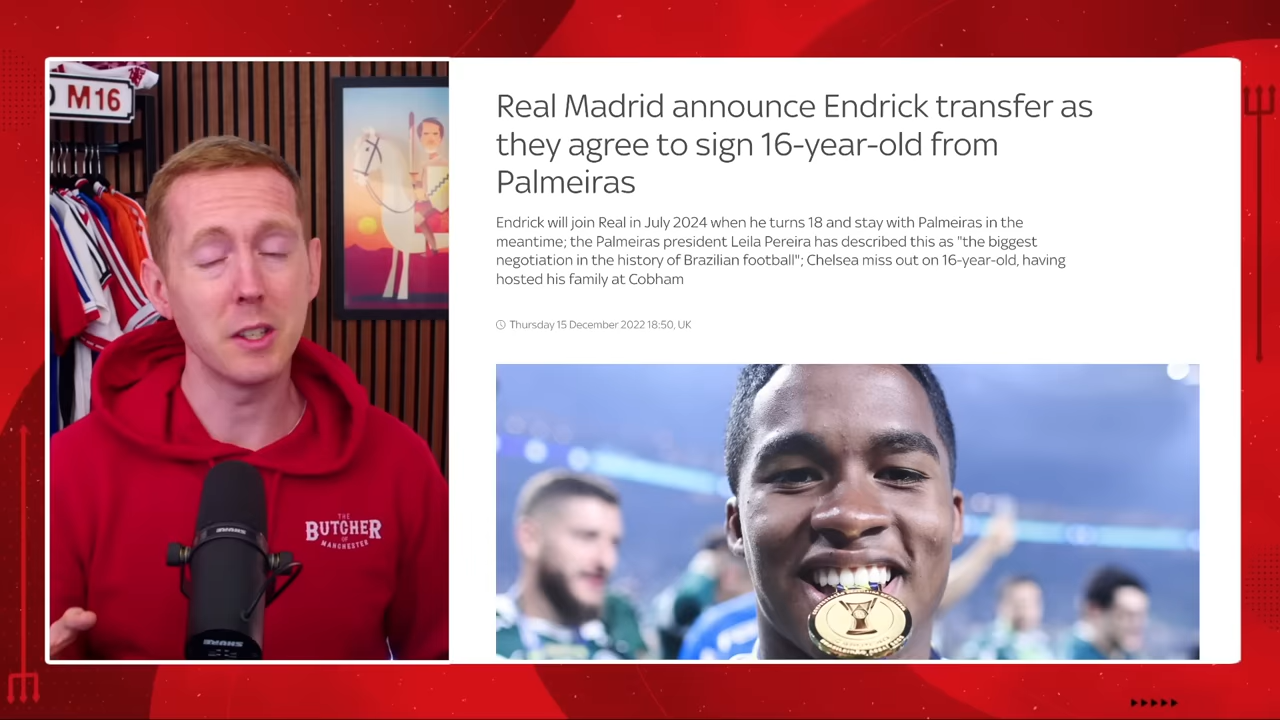 M16
Real Madrid announce Endrick transfer as
they agree to sign 16-year-old from
Palmeiras
Endrick will join Real in July 2024 when he turns 18 and stay with Palmeiras in the
meantime; the Palmeiras president Leila Pereira has described this as "the biggest
negotiation in the history of Brazilian football"; Chelsea miss out on 16-year-old, having
hosted his family at Cobham
Thursday 15 December 2022 18:50, UK
THE
BUTCHER
OF
MANCHESTER
SHURE
SHURE